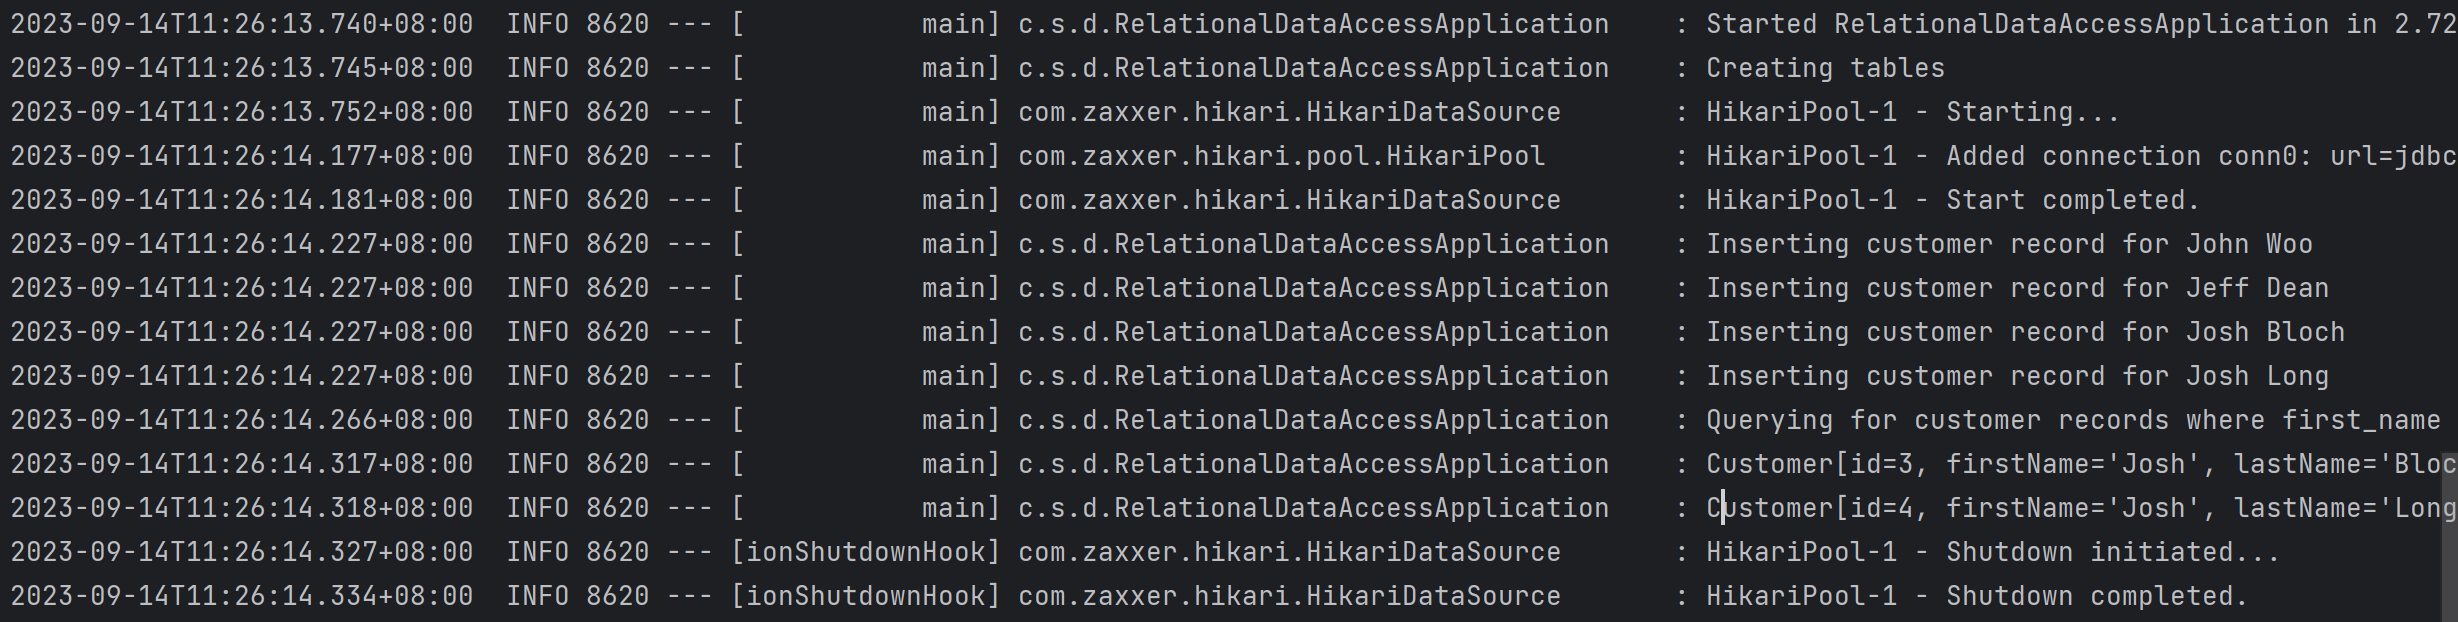 2023-09-14T11:26:13.740+08:00  INFO 8620 --- [           main] c.s.d.RelationalDataAccessApplication    : Started RelationalDataAccessApplication in 2.72
2023-09-14T11:26:13.745+08:00  INFO 8620 --- [           main] c.s.d.RelationalDataAccessApplication    : Creating tables
2023-09-14T11:26:13.752+08:00  INFO 8620 --- [           main] com.zaxxer.hikari.HikariDataSource       : HikariPool-1 - Starting...
2023-09-14T11:26:14.177+08:00  INFO 8620 --- [           main] com.zaxxer.hikari.pool.HikariPool        : HikariPool-1 - Added connection conn0: url=jdbc
2023-09-14T11:26:14.181+08:00  INFO 8620 --- [           main] com.zaxxer.hikari.HikariDataSource       : HikariPool-1 - Start completed.
2023-09-14T11:26:14.227+08:00  INFO 8620 --- [           main] c.s.d.RelationalDataAccessApplication    : Inserting customer record for John Woo
2023-09-14T11:26:14.227+08:00  INFO 8620 --- [           main] c.s.d.RelationalDataAccessApplication    : Inserting customer record for Jeff Dean
2023-09-14T11:26:14.227+08:00  INFO 8620 --- [           main] c.s.d.RelationalDataAccessApplication    : Inserting customer record for Josh Bloch
2023-09-14T11:26:14.227+08:00  INFO 8620 --- [           main] c.s.d.RelationalDataAccessApplication    : Inserting customer record for Josh Long
2023-09-14T11:26:14.266+08:00  INFO 8620 --- [           main] c.s.d.RelationalDataAccessApplication    : Querying for customer records where first_name
2023-09-14T11:26:14.317+08:00  INFO 8620 --- [           main] c.s.d.RelationalDataAccessApplication    : Customer[id=3, firstName='Josh', lastName='Bloc
2023-09-14T11:26:14.318+08:00  INFO 8620 --- [           main] c.s.d.RelationalDataAccessApplication    : Customer[id=4, firstName='Josh', lastName='Long
2023-09-14T11:26:14.327+08:00  INFO 8620 --- [ionShutdownHook] com.zaxxer.hikari.HikariDataSource       : HikariPool-1 - Shutdown initiated...
2023-09-14T11:26:14.334+08:00  INFO 8620 --- [ionShutdownHook] com.zaxxer.hikari.HikariDataSource       : HikariPool-1 - Shutdown completed.